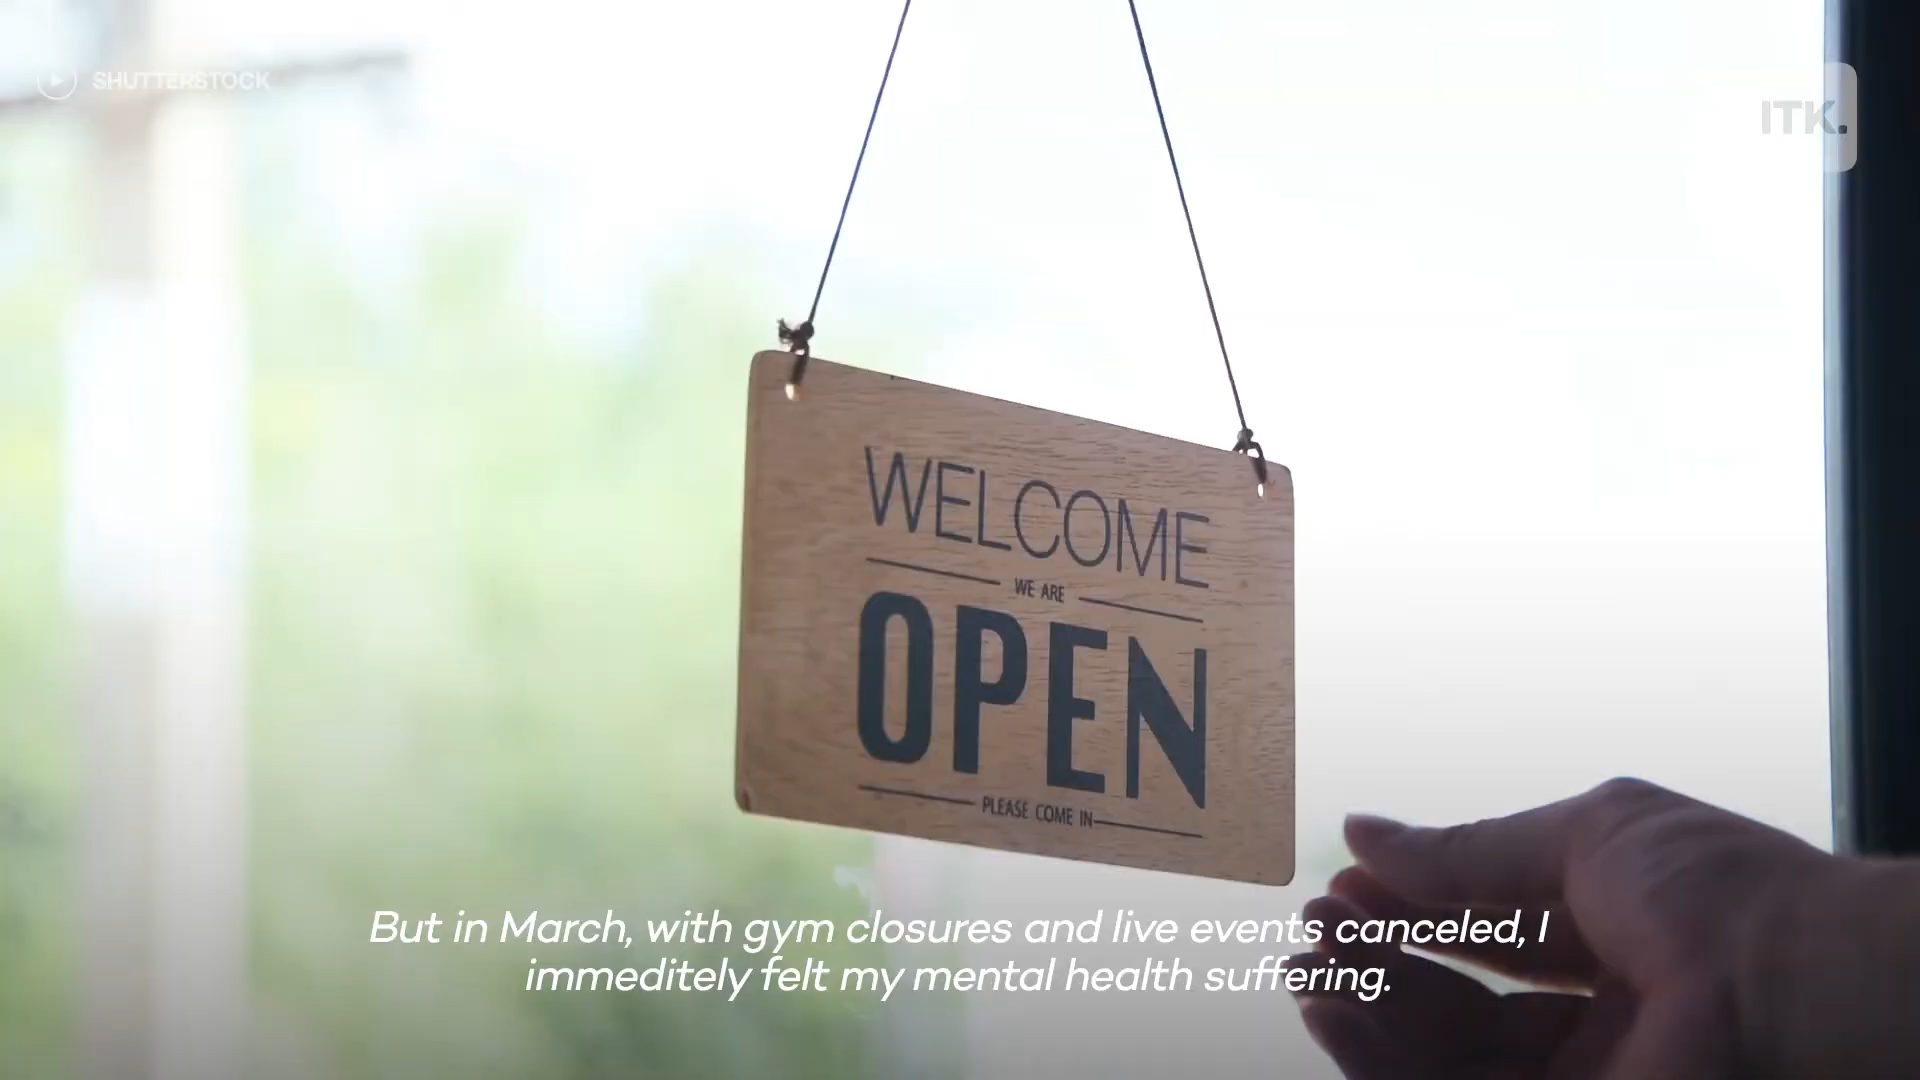 SHUTTERSTOCK
ITK.
WELCOME
WE ARE
OPEN
PLEASE COME IN
But in March, with gym closures and live events canceled, I
immeditely felt my mental health suffering.